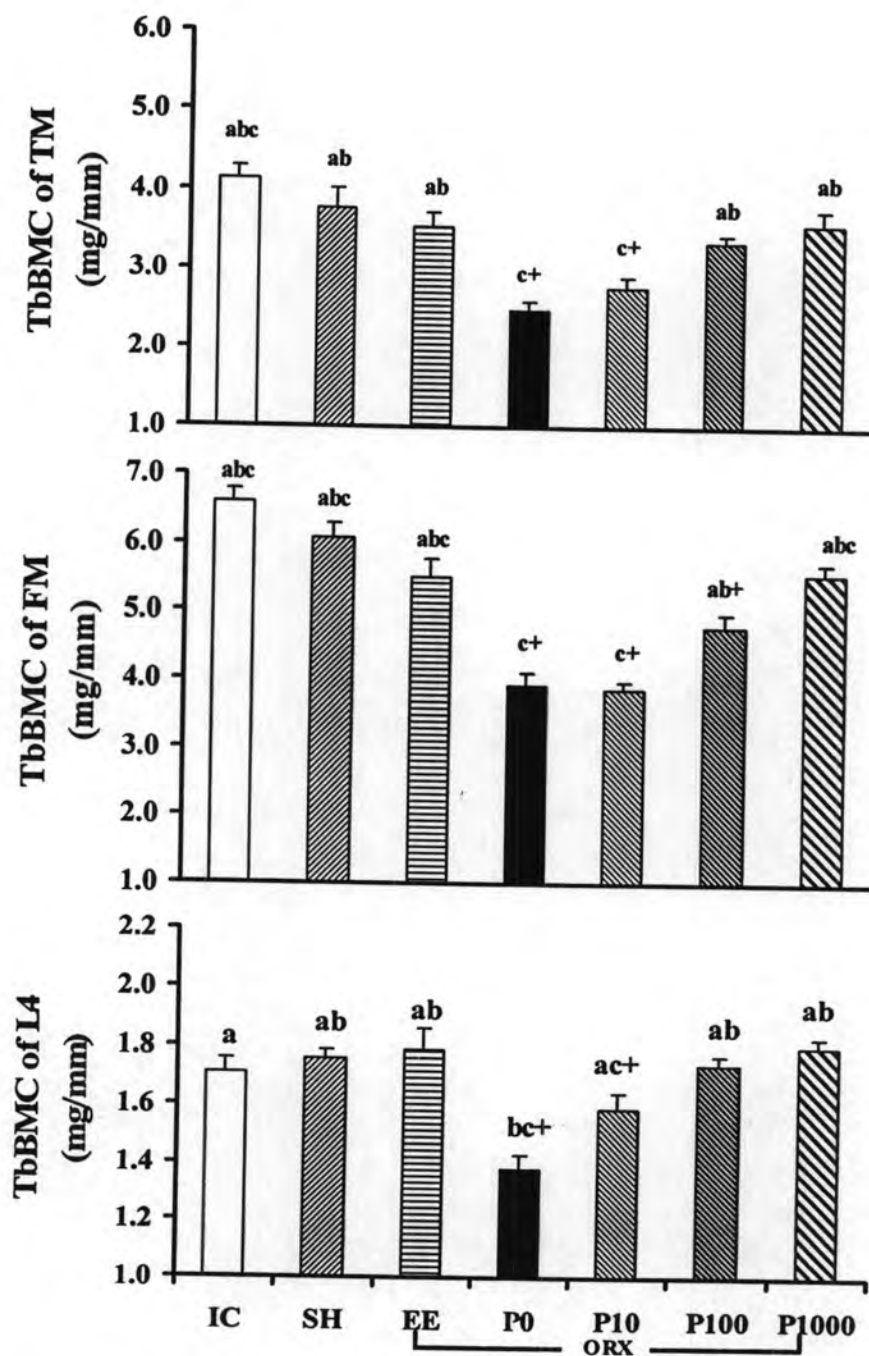 TbBMC of TM
(mg/mm)
6.0
5.0
4.0
3.0
2.0
1.0
abc
ab
ab
c+
c+
ab
ab
TbBMC of FM
(mg/mm)
7.0
6.0
5.0
4.0
3.0
2.0
1.0
abc
abc
abc
c+
c+
ab+
abc
TbBMC of L4
(mg/mm)
2.2
2.0
1.8
1.6
1.4
1.2
1.0
a
ab
ab
bc+
ac+
ab
ab
IC SH EE P0 P10 P100 P1000
ORX